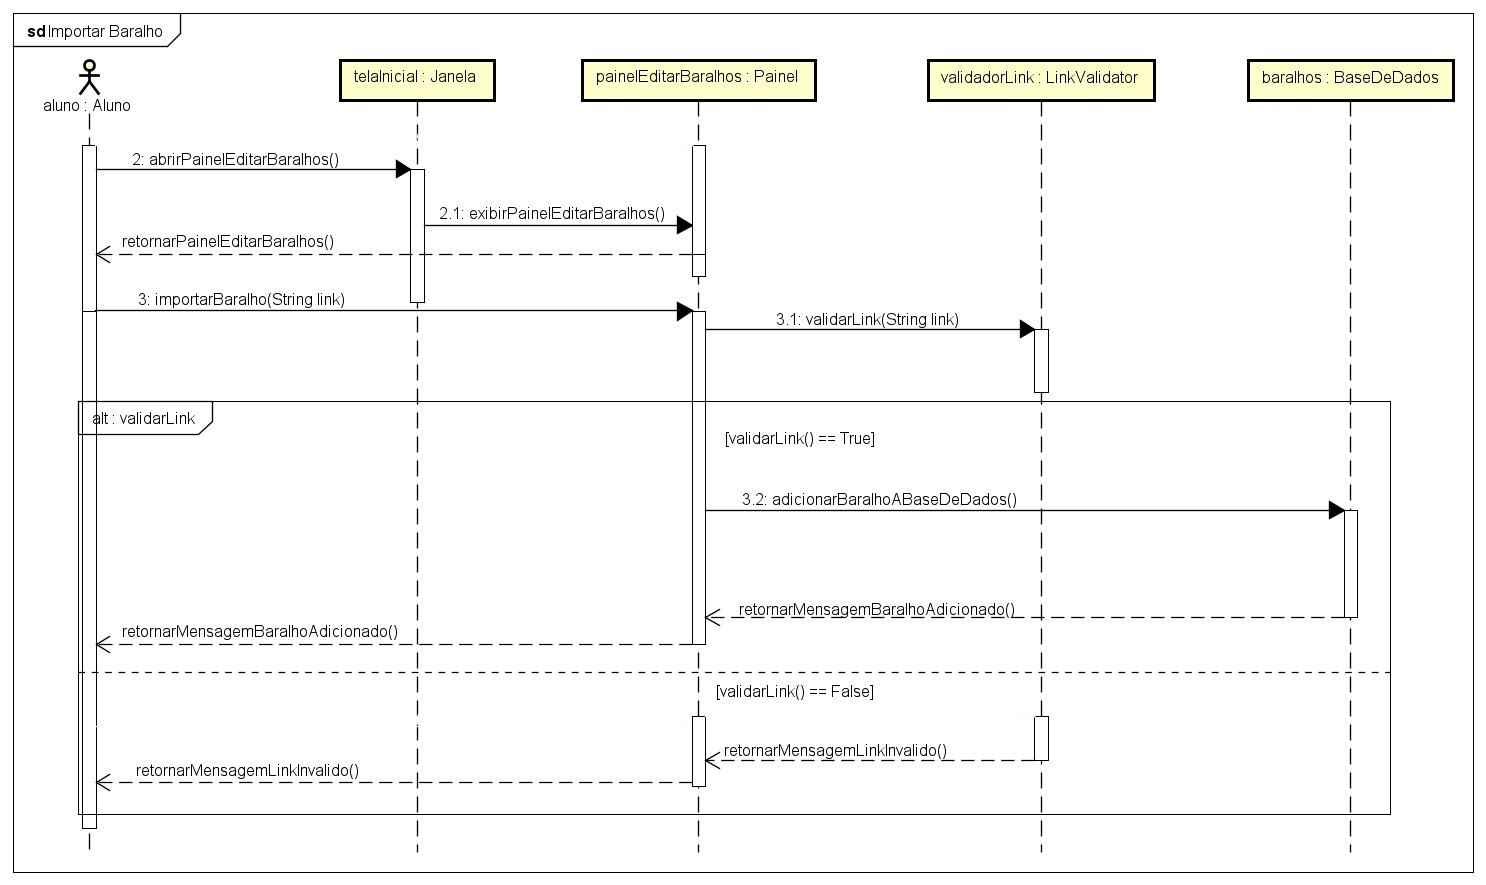 sd Importar Baralho
aluno : Aluno
telaInicial : Janela
painelEditarBaralhos : Painel
validadorLink : LinkValidator
baralhos : BaseDeDados
2: abrirPainelEditarBaralhos()
2.1: exibirPainelEditarBaralhos()
retornarPainelEditarBaralhos()
3: importarBaralho(String link)
3.1: validarLink(String link)
alt : validarLink
[validarLink() == True]
3.2: adicionarBaralhoABaseDeDados()
retornarMensagemBaralhoAdicionado()
retornarMensagemBaralhoAdicionado()
[validarLink() == False]
retornarMensagemLinkInvalido()
retornarMensagemLinkInvalido()